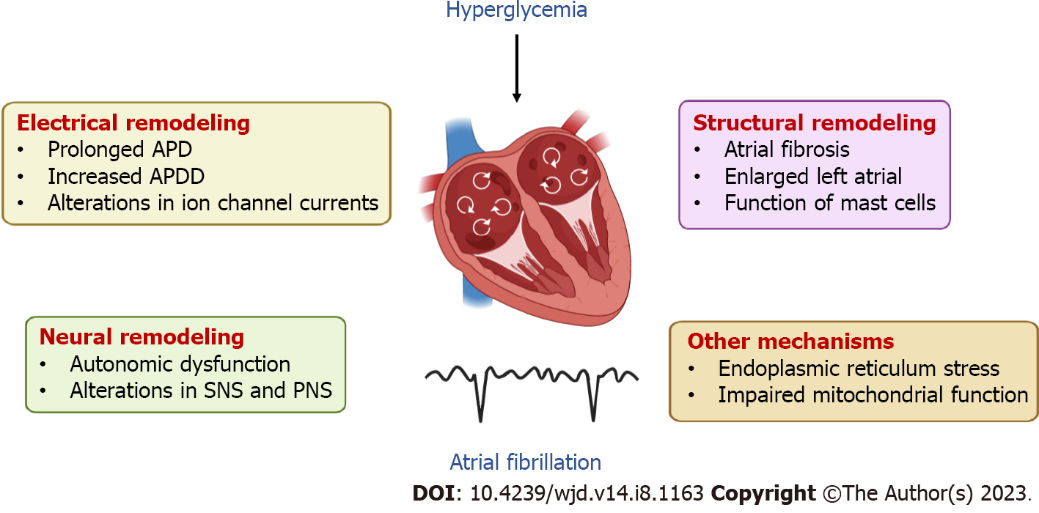 Hyperglycemia
Electrical remodeling
• Prolonged APD
• Increased APDD
• Alterations in ion channel currents
Structural remodeling
• Atrial fibrosis
• Enlarged left atrial
• Function of mast cells
Neural remodeling
• Autonomic dysfunction
• Alterations in SNS and PNS
Other mechanisms
• Endoplasmic reticulum stress
• Impaired mitochondrial function
Atrial fibrillation
DOI: 10.4239/wjd.v14.i8.1163 Copyright ©The Author(s) 2023.